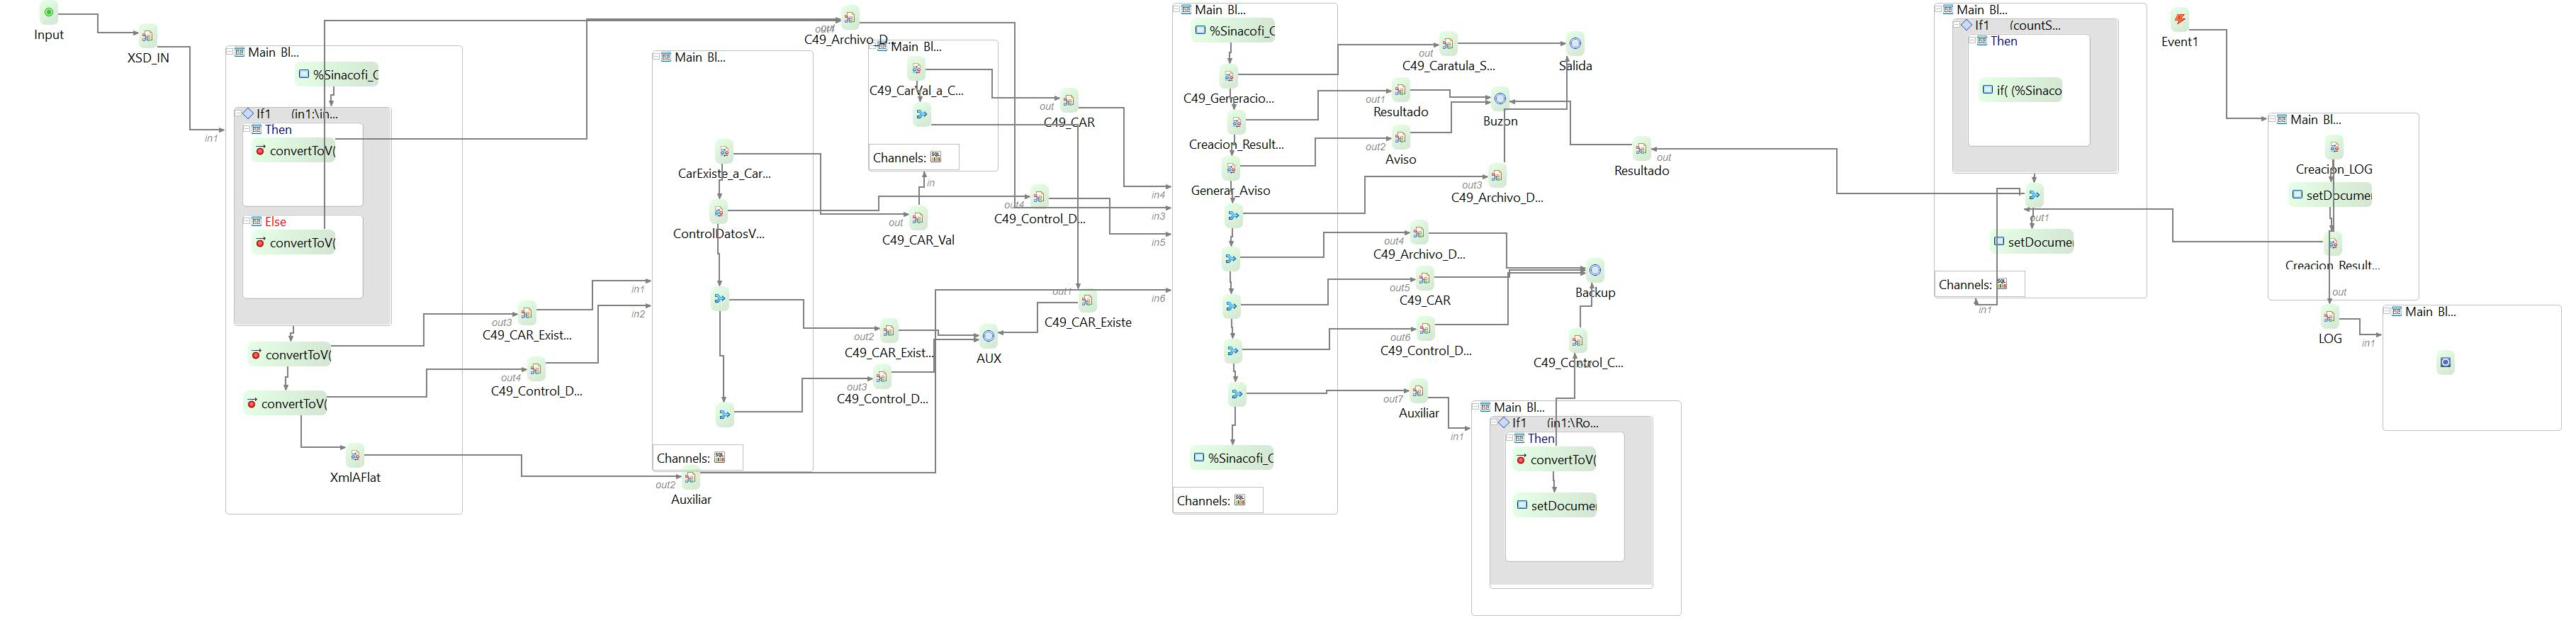 Input
XSD_IN
in1
Main Bl...
%Sinacofi_C
If1 (in1:\in...
Then
convertToV(
Else
convertToV(
convertToV(
convertToV(
XmlAFlat
out3
C49_CAR_Exist...
out4
C49_Control_D...
in1
in2
out2
Auxiliar
Main Bl...
CarExiste_a_Car...
ControlDatosV...
Channels:
C49_Archivo_D...
Main Bl...
C49_CarVal_a_C...
Channels:
in
out
C49_CAR_Val
out
C49_CAR
out4
C49_Control_D...
out2
C49_CAR_Exist...
out3
C49_Control_D...
AUX
out1
C49_CAR_Existe
in4
in3
in5
in6
Main Bl...
%Sinacofi_C
C49_Generacio...
Creacion_Result...
Generar_Aviso
%Sinacofi_C
Channels:
out
C49_Caratula_S...
Salida
out1
Resultado
Buzon
out2
Aviso
out3
C49_Archivo_D...
out4
C49_Archivo_D...
out5
C49_CAR
Backup
out6
C49_Control_D...
C49_Control_C...
out7
Auxiliar
in1
Main Bl...
If1 (in1:\Ro...
Then
convertToV(
setDocume
out
Resultado
Main Bl...
If1 (countS...
Then
if( (%Sinaco
out1
setDocume
Channels:
in1
Event1
Main Bl...
Creacion_LOG
setDocume
Creacion_Result...
out
LOG
in1
Main Bl...